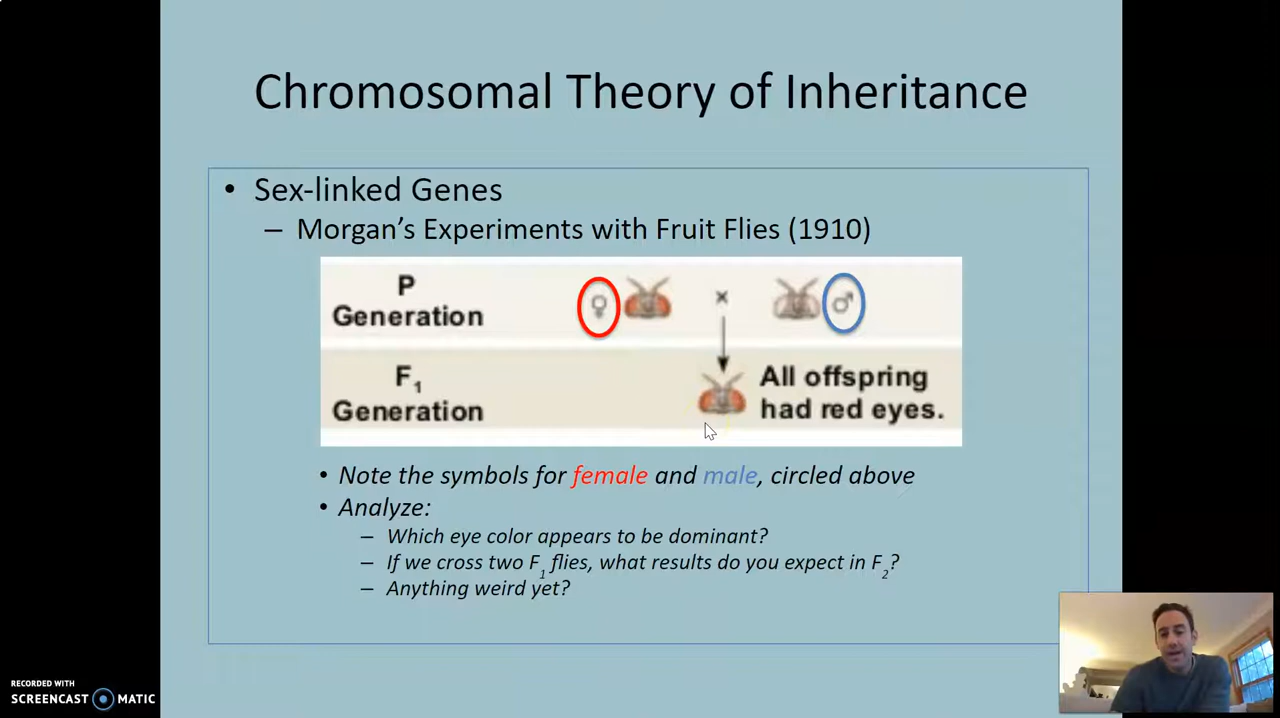 Chromosomal Theory of Inheritance
• Sex-linked Genes
– Morgan's Experiments with Fruit Flies (1910)
P
Generation
♀
×
♂
F1
Generation
All offspring
had red eyes.
• Note the symbols for female and male, circled above
• Analyze:
– Which eye color appears to be dominant?
– If we cross two F1 flies, what results do you expect in F2?
– Anything weird yet?
RECORDED WITH
SCREENCAST MATIC